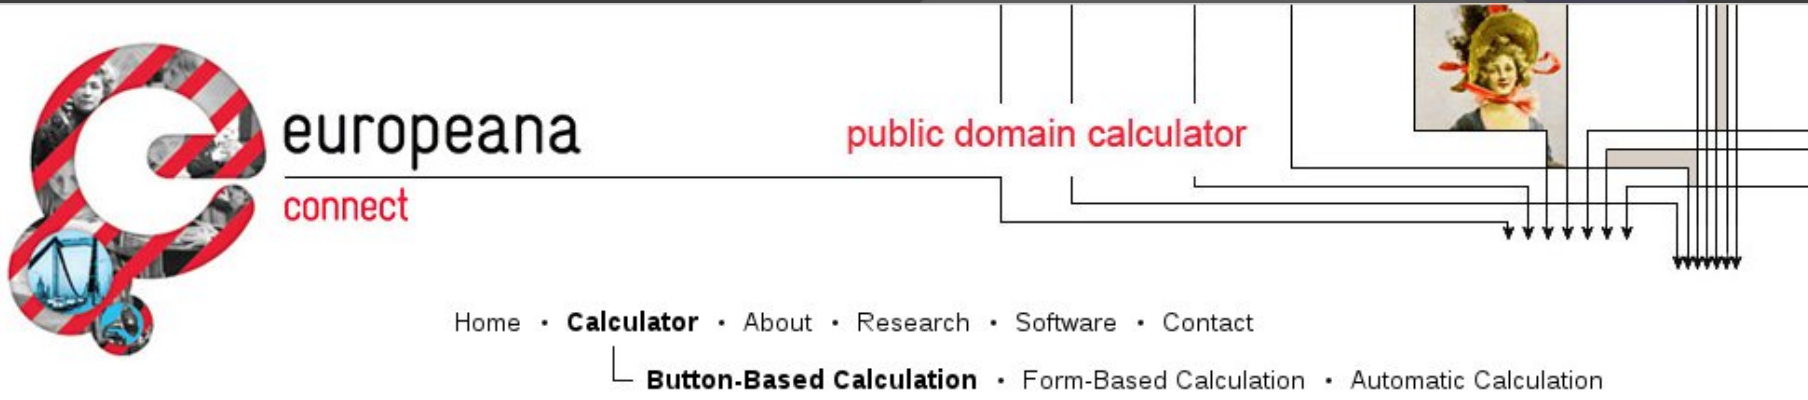 europeana
connect
public domain calculator
Home • Calculator • About • Research • Software • Contact
Button-Based Calculation • Form-Based Calculation • Automatic Calculation